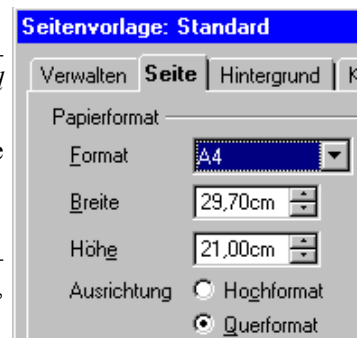 Seitenvorlage: Standard
Verwalten Seite Hintergrund K
Papierformat
Format A4
Breite 29,70cm
Höhe 21,00cm
Ausrichtung Hochformat
Querformat